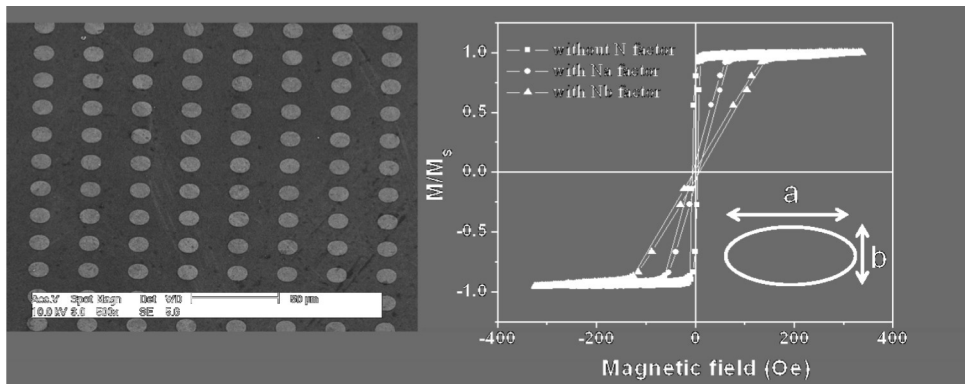 Acc.V Spot Magn Det WD 50 µm
10.0 kV 3.0 500x SE 5.0
1.0
0.5
0.0
-0.5
-1.0
M/Ms
without N factor
with Na factor
with Nb factor
a
b
-400 -200 0 200 400
Magnetic field (Oe)